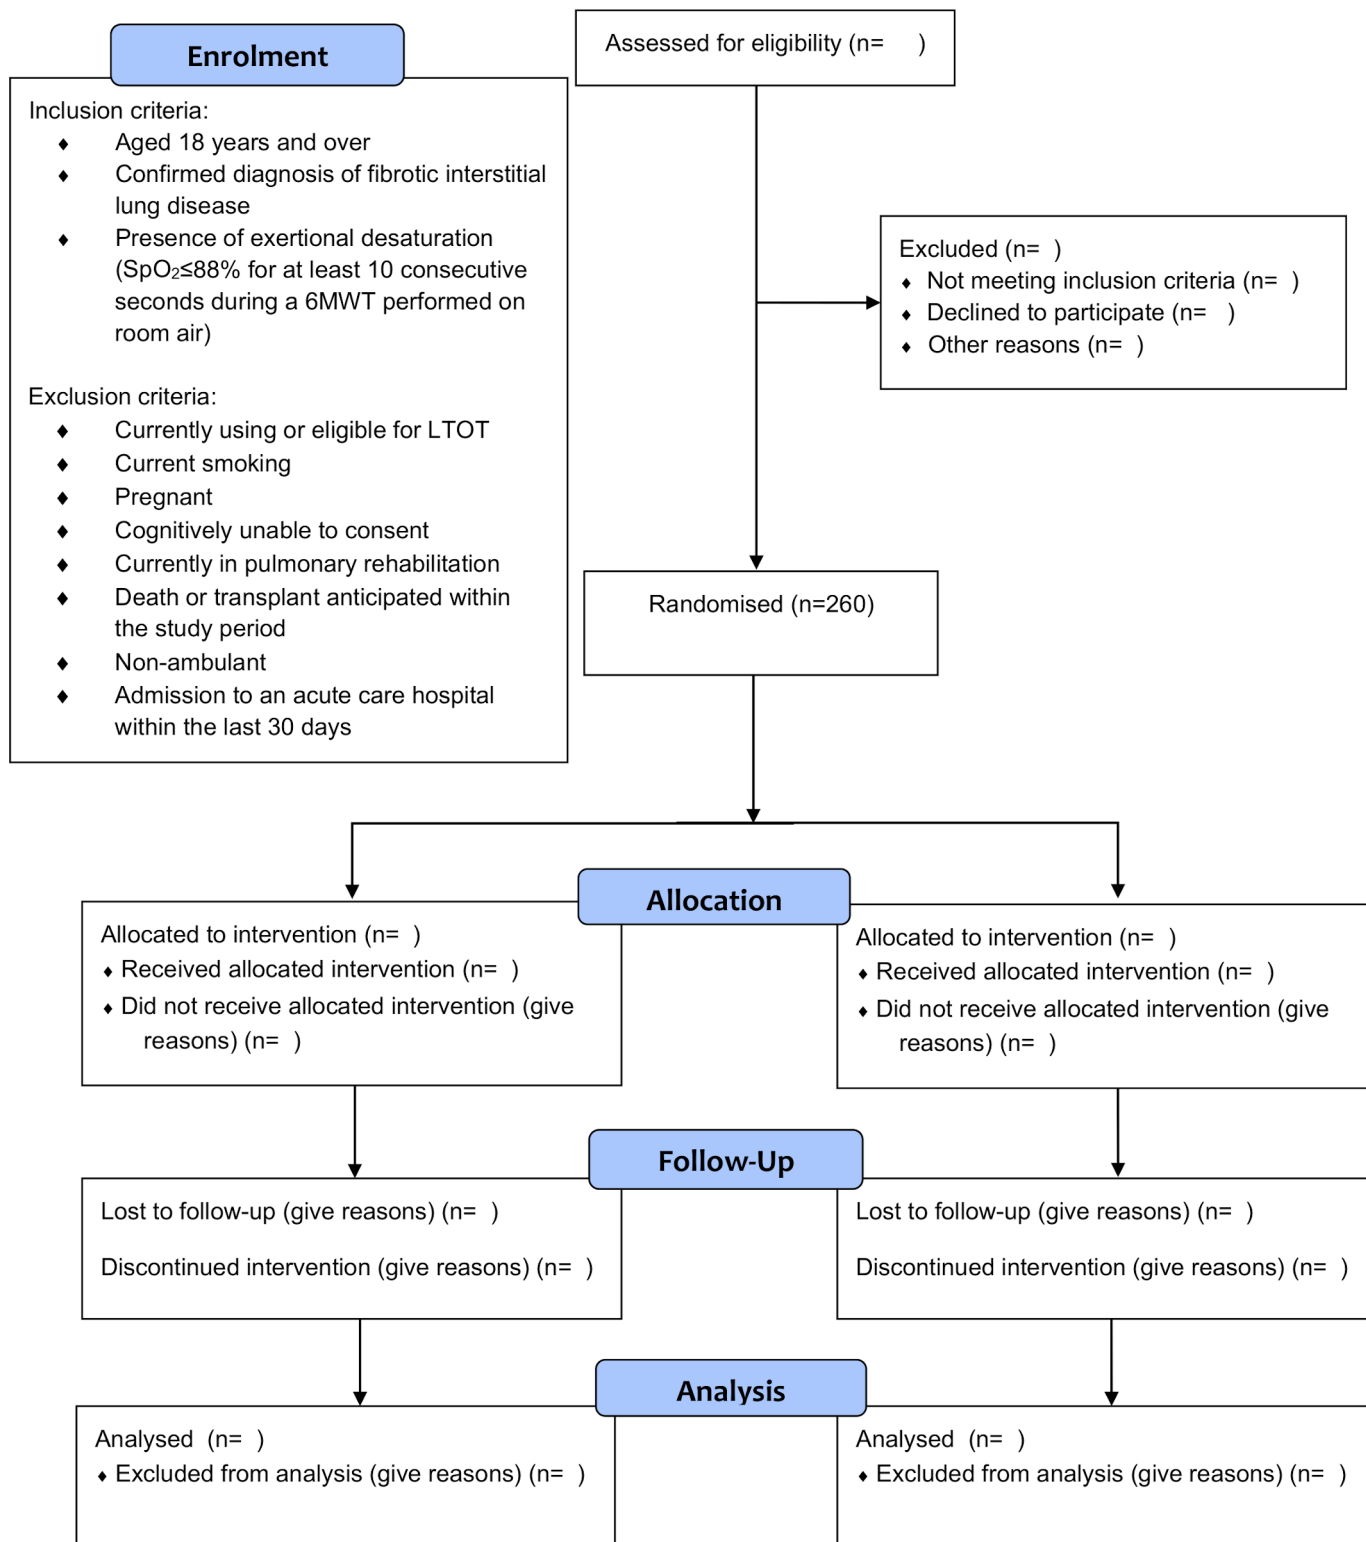 Enrolment
Assessed for eligibility (n=    )
Inclusion criteria:
♦ Aged 18 years and over
♦ Confirmed diagnosis of fibrotic interstitial
lung disease
♦ Presence of exertional desaturation
(SpO₂≤88% for at least 10 consecutive
seconds during a 6MWT performed on
room air)
Exclusion criteria:
♦ Currently using or eligible for LTOT
♦ Current smoking
♦ Pregnant
♦ Cognitively unable to consent
♦ Currently in pulmonary rehabilitation
♦ Death or transplant anticipated within
the study period
♦ Non-ambulant
♦ Admission to an acute care hospital
within the last 30 days
Excluded (n=  )
♦ Not meeting inclusion criteria (n=  )
♦ Declined to participate (n=   )
♦ Other reasons (n=  )
Randomised (n=260)
Allocation
Allocated to intervention (n=  )
♦ Received allocated intervention (n=  )
♦ Did not receive allocated intervention (give
reasons) (n=  )
Allocated to intervention (n=  )
♦ Received allocated intervention (n=  )
♦ Did not receive allocated intervention (give
reasons) (n=  )
Follow-Up
Lost to follow-up (give reasons) (n=  )
Discontinued intervention (give reasons) (n=  )
Lost to follow-up (give reasons) (n=  )
Discontinued intervention (give reasons) (n=  )
Analysis
Analysed  (n=  )
♦ Excluded from analysis (give reasons) (n=  )
Analysed  (n=  )
♦ Excluded from analysis (give reasons) (n=  )